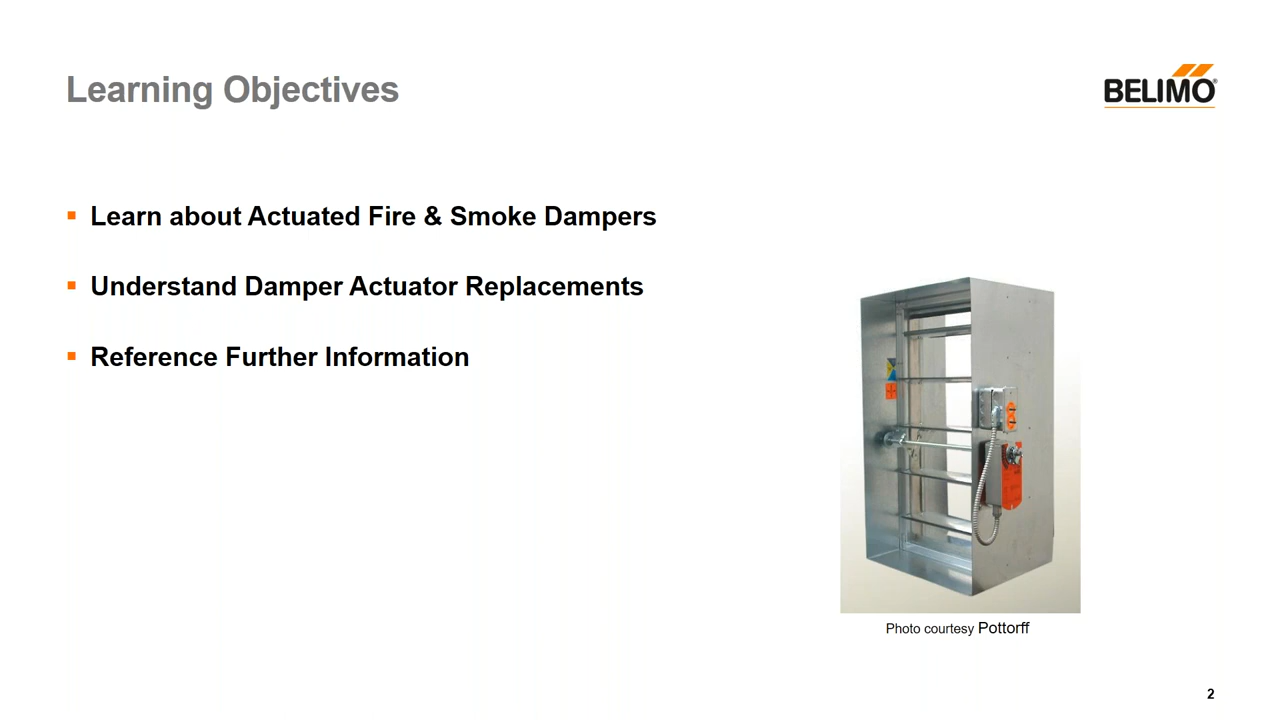 Learning Objectives
BELIMO®
Learn about Actuated Fire & Smoke Dampers
Understand Damper Actuator Replacements
Reference Further Information
Photo courtesy Pottorff
2